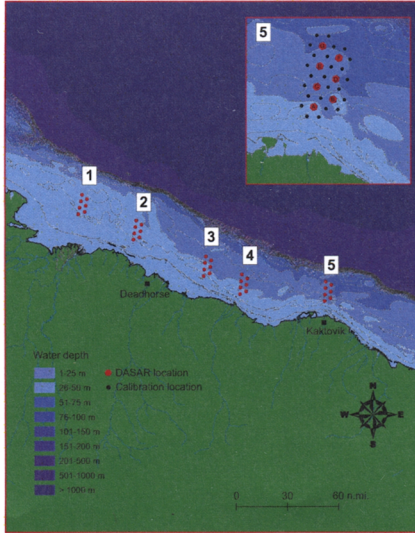 5
1
2
3
4
5
Deadhorse
Kaktovik
Water depth
1-25 m
26-50 m
51-75 m
76-100 m
101-150 m
151-200 m
201-500 m
501-1000 m
> 1000 m
DASAR location
Calibration location
N
W E
S
0 30 60 n.mi.